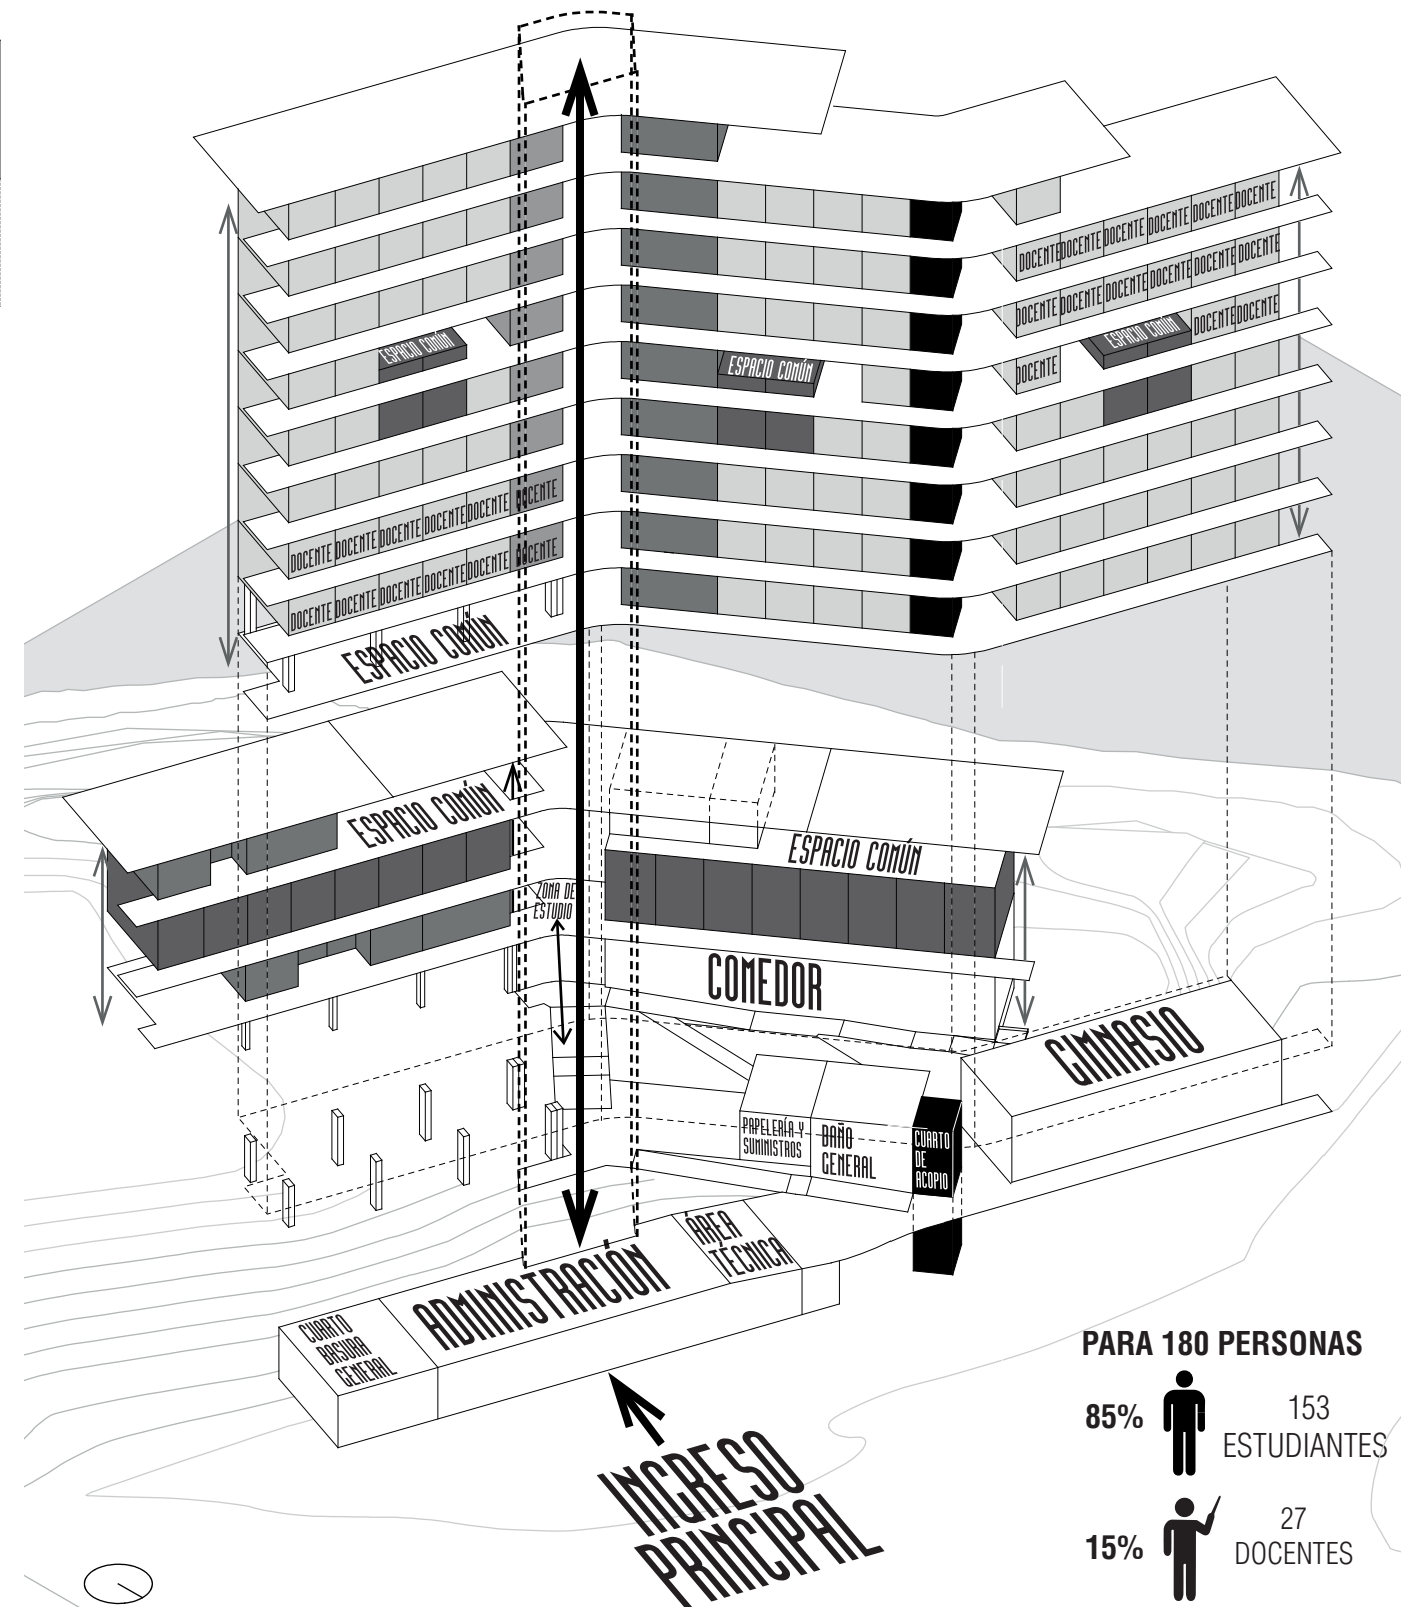 DOCENTE DOCENTE DOCENTE DOCENTE DOCENTE DOCENTE
DOCENTE DOCENTE DOCENTE DOCENTE DOCENTE DOCENTE
ESPACIO COMÚN
ESPACIO COMÚN
ESPACIO COMÚN
DOCENTE DOCENTE
DOCENTE
DOCENTE DOCENTE DOCENTE DOCENTE DOCENTE DOCENTE
DOCENTE DOCENTE DOCENTE DOCENTE DOCENTE DOCENTE
ESPACIO COMÚN
ESPACIO COMÚN
ESPACIO COMÚN
ZONA DE
ESTUDIO
COMEDOR
GIMNASIO
PAPELERÍA Y
SUMINISTROS
BAÑO
GENERAL
CUARTO
DE
ACOPIO
ÁREA
TÉCNICA
ADMINISTRACIÓN
CUARTO
BASURA
GENERAL
INGRESO
PRINCIPAL
PARA 180 PERSONAS
85%
153
ESTUDIANTES
15%
27
DOCENTES